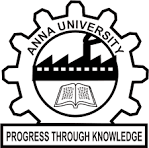 ANNA UNIVERSITY
PROGRESS THROUGH KNOWLEDGE